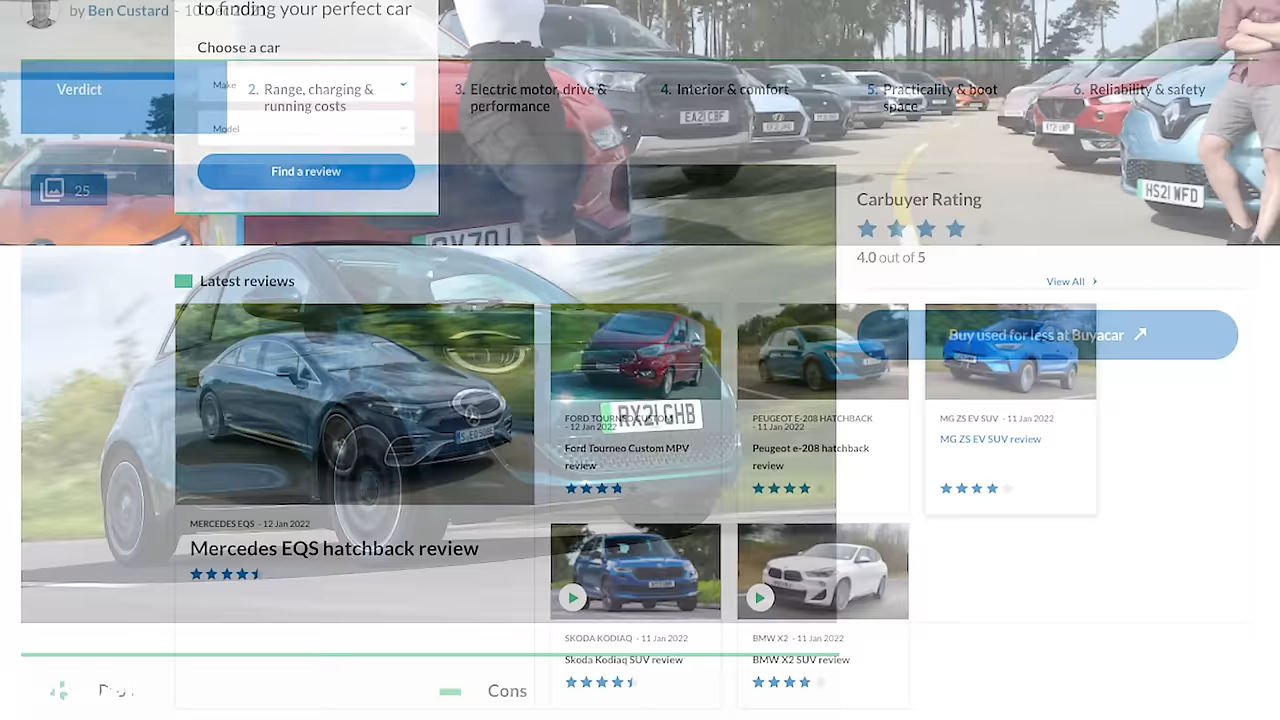 to finding your perfect car
by Ben Custard
Choose a car
Make
Model
Find a review
Verdict
2. Range, charging & running costs
3. Electric motor, drive & performance
4. Interior & comfort
5. Practicality & boot space
6. Reliability & safety
EA21 CBF
HS21 WFD
25
Carbuyer Rating
4.0 out of 5
Latest reviews
View All
Buy used for less at Buyacar
RX21 GHB
MERCEDES EQS - 12 Jan 2022
Mercedes EQS hatchback review
FORD TOURNEO CUSTOM
- 12 Jan 2022
Ford Tourneo Custom MPV
review
PEUGEOT E-208 HATCHBACK
- 11 Jan 2022
Peugeot e-208 hatchback
review
MG ZS EV SUV - 11 Jan 2022
MG ZS EV SUV review
SKODA KODIAQ - 11 Jan 2022
Skoda Kodiaq SUV review
BMW X2 - 11 Jan 2022
BMW X2 SUV review
Cons